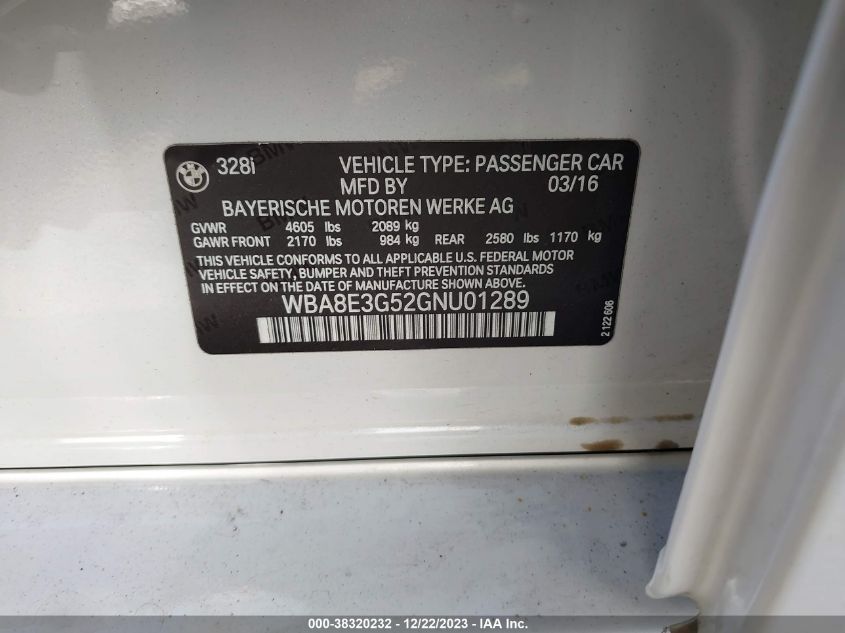 328i VEHICLE TYPE: PASSENGER CAR
MFD BY 03/16
BAYERISCHE MOTOREN WERKE AG
GVWR 4605 lbs 2089 kg
GAWR FRONT 2170 lbs 984 kg REAR 2580 lbs 1170 kg
THIS VEHICLE CONFORMS TO ALL APPLICABLE U.S. FEDERAL MOTOR
VEHICLE SAFETY, BUMPER AND THEFT PREVENTION STANDARDS
IN EFFECT ON THE DATE OF MANUFACTURE SHOWN ABOVE.
WBA8E3G52GNU01289
2 122 606
000-38320232 - 12/22/2023 - IAA Inc.